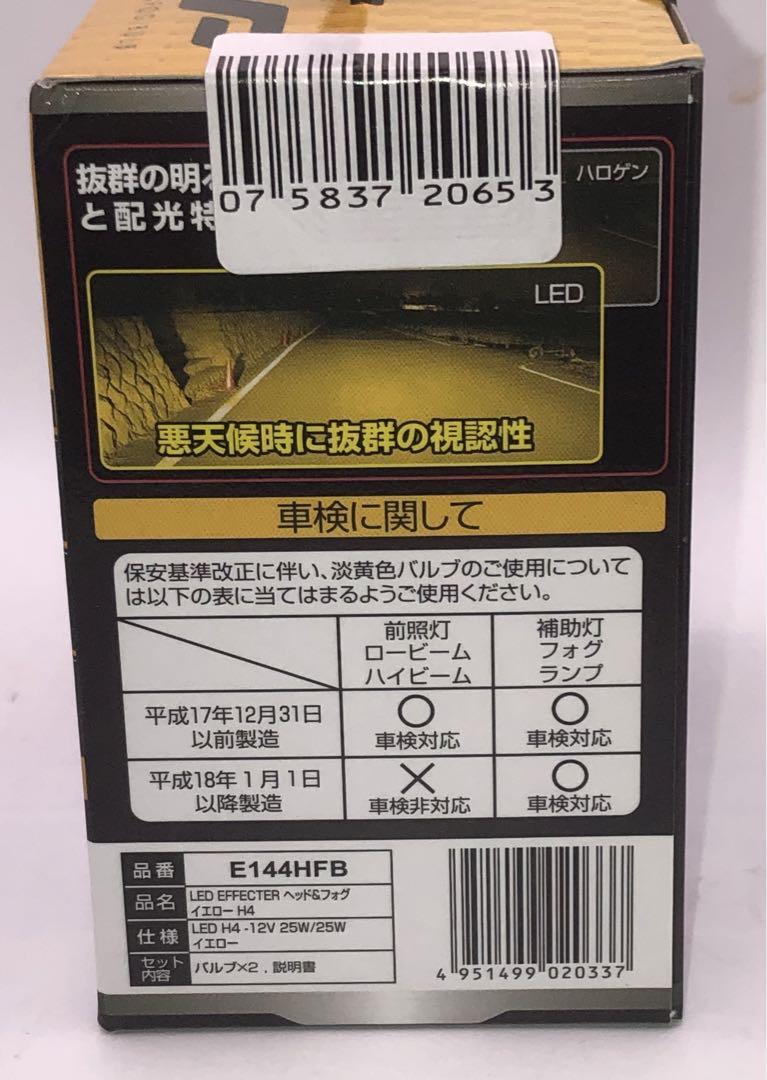 07 5837 2065 3
抜群の明
と配光特
ハロゲン
LED
悪天候時に抜群の視認性
車検に関して
保安基準改正に伴い、淡黄色バルブのご使用について
は以下の表に当てはまるようご使用ください。
前照灯
ロービーム
ハイビーム
補助灯
フォグ
ランプ
平成17年12月31日
以前製造
○
車検対応
○
車検対応
平成18年1月1日
以降製造
×
車検非対応
○
車検対応
品番 E144HFB
品名 LED EFFECTER ヘッド&フォグ
イエロー H4
仕様 LED H4 -12V 25W/25W
イエロー
セット
内容 バルブ×2 , 説明書
4 951499 020337